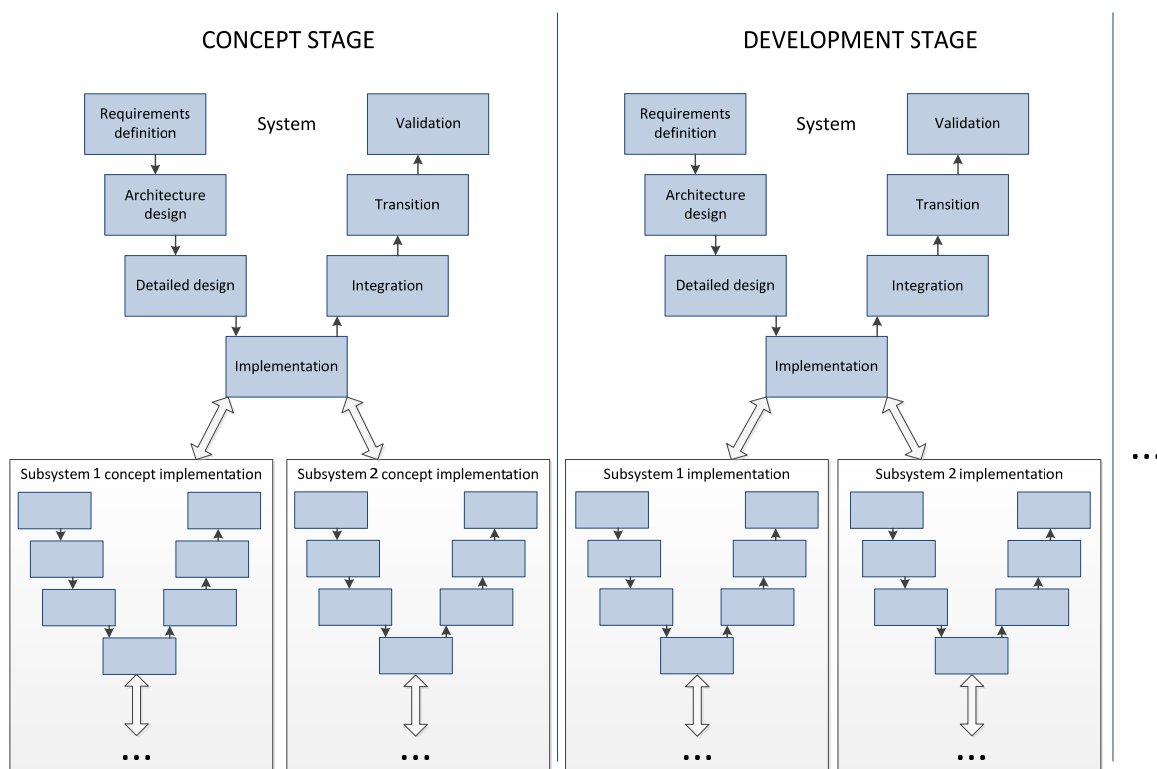 CONCEPT STAGE
Requirements
definition
System
Validation
Architecture
design
Transition
Detailed design
Integration
Implementation
Subsystem 1 concept implementation
...
Subsystem 2 concept implementation
...
DEVELOPMENT STAGE
Requirements
definition
System
Validation
Architecture
design
Transition
Detailed design
Integration
Implementation
Subsystem 1 implementation
...
Subsystem 2 implementation
...
...